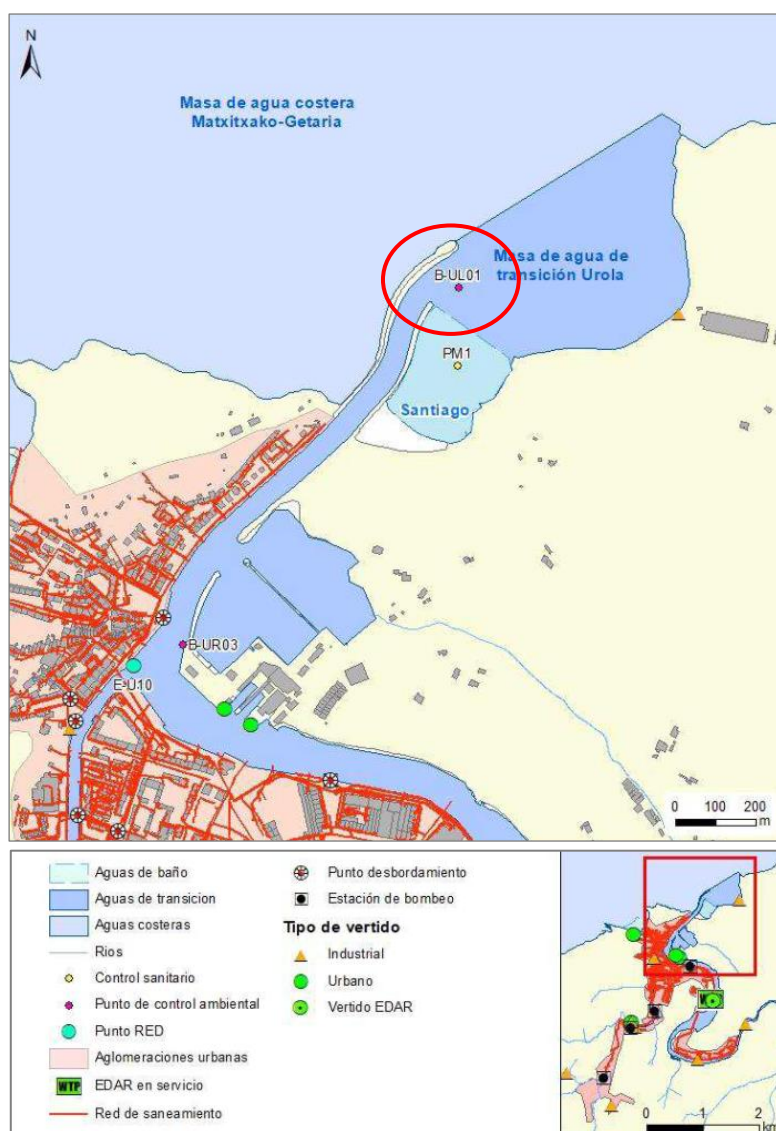 N
Masa de agua costera
Matxitxako-Getaria
Masa de agua de
transición Urola
B-UL01
PM1
Santiago
B-UR03
E-U10
0 100 200
m
Aguas de baño
Aguas de transicion
Aguas costeras
Rios
Control sanitario
Punto de control ambiental
Punto RED
Aglomeraciones urbanas
WTP EDAR en servicio
Red de saneamiento
Punto desbordamiento
Estación de bombeo
Tipo de vertido
Industrial
Urbano
Vertido EDAR
0 1 2
km